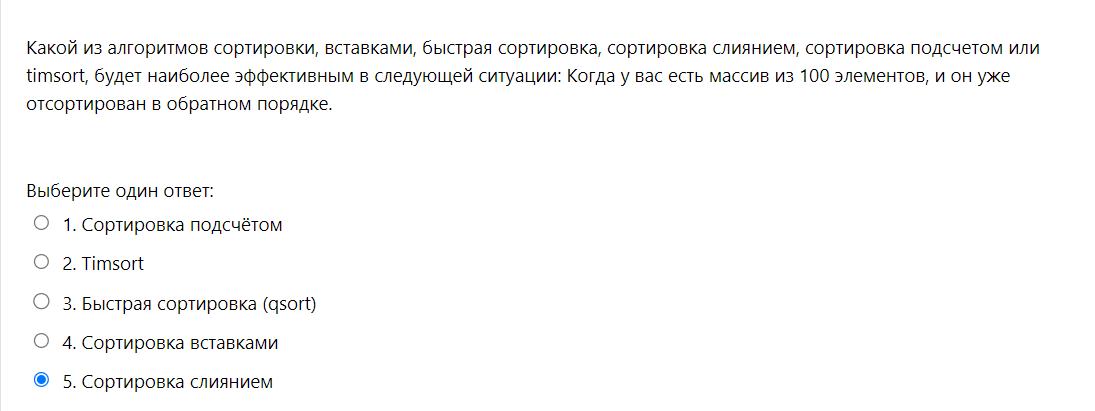 Какой из алгоритмов сортировки, вставками, быстрая сортировка, сортировка слиянием, сортировка подсчетом или
timsort, будет наиболее эффективным в следующей ситуации: Когда у вас есть массив из 100 элементов, и он уже
отсортирован в обратном порядке.
Выберите один ответ:
1. Сортировка подсчётом
2. Timsort
3. Быстрая сортировка (qsort)
4. Сортировка вставками
5. Сортировка слиянием